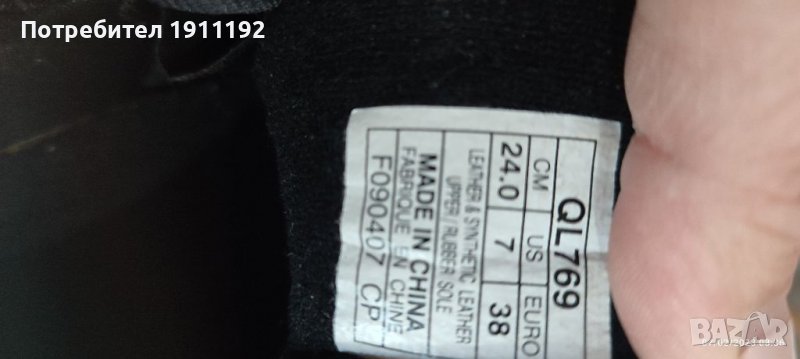 Потребител 1911192
QL769
CM US EURO
24.0 7 38
LEATHER & SYNTHETIC LEATHER
UPPER / RUBBER SOLE
MADE IN CHINA
FABRIQUE EN CHINE
F090407 CP
BAZAR